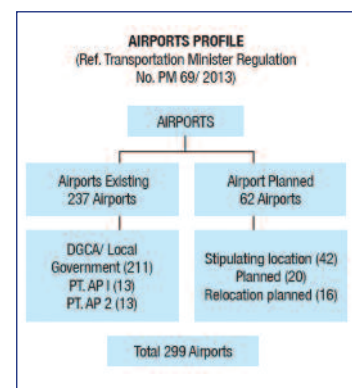 AIRPORTS PROFILE
(Ref. Transportation Minister Regulation
No. PM 69/ 2013)
AIRPORTS
Airports Existing
237 Airports
Airport Planned
62 Airports
DGCA/ Local
Government (211)
PT. AP I (13)
PT. AP 2 (13)
Stipulating location (42)
Planned (20)
Relocation planned (16)
Total 299 Airports